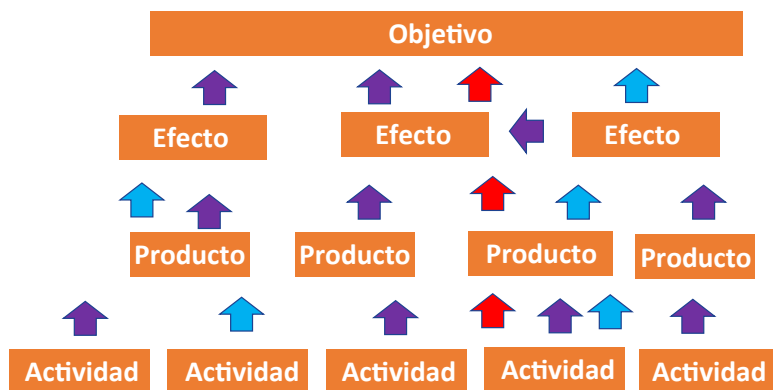 Objetivo
Efecto
Efecto
Efecto
Producto
Producto
Producto
Producto
Actividad
Actividad
Actividad
Actividad
Actividad